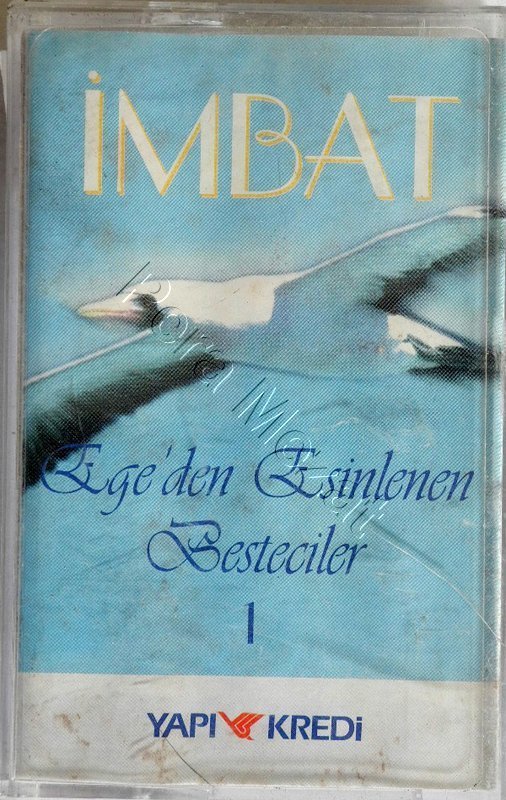 İMBAT
Ege'den Esinlenen
Besteciler
1
YAPI KREDİ